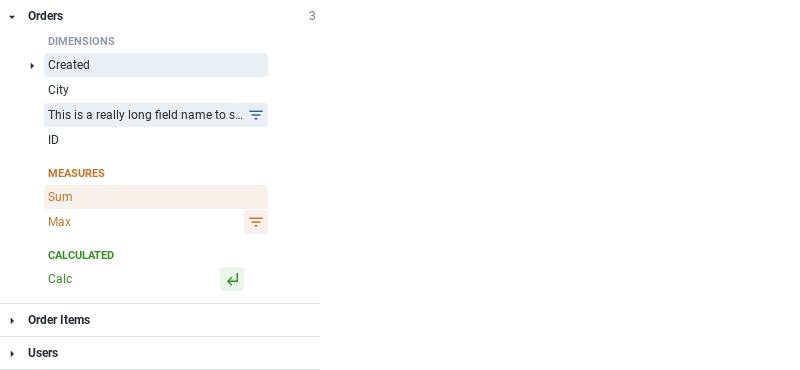 Orders 3
DIMENSIONS
Created
City
This is a really long field name to s...
ID
MEASURES
Sum
Max
CALCULATED
Calc
Order Items
Users